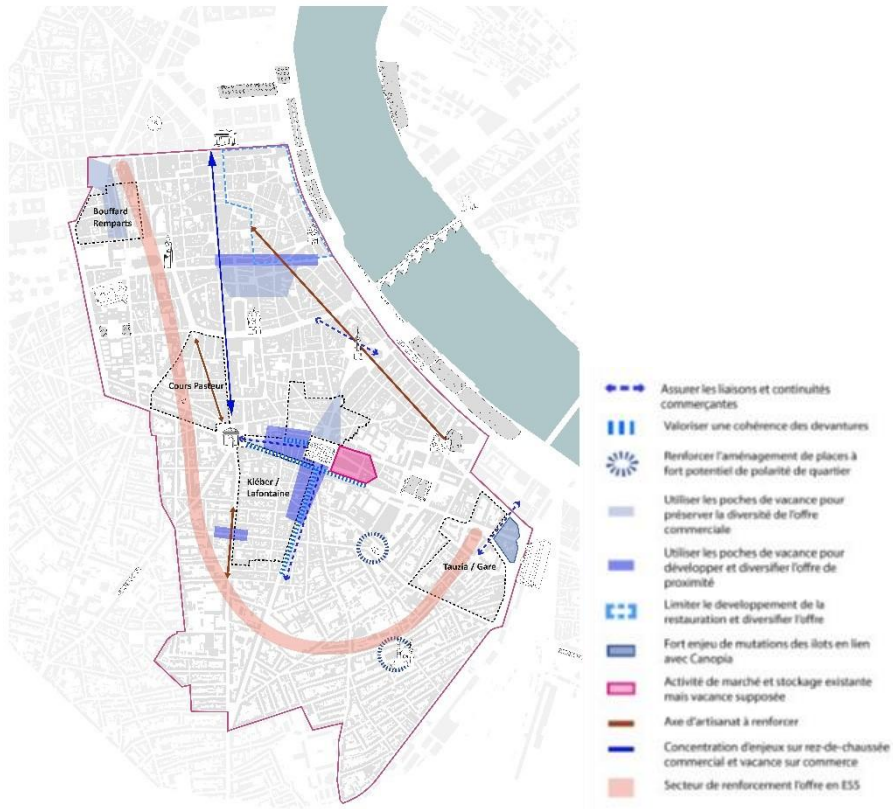 Bouffard
Remparts
Cours Pasteur
Kléber /
Lafontaine
Tauzia / Gare
Assurer les liaisons et continuités
commerçantes
Valoriser une cohérence des devantures
Renforcer l'aménagement de places à
fort potentiel de polarité de quartier
Utiliser les poches de vacance pour
préserver la diversité de l'offre
commerciale
Utiliser les poches de vacance pour
développer et diversifier l'offre de
proximité
Limiter le developpement de la
restauration et diversifier l'offre
Fort enjeu de mutations des ilots en lien
avec Canopia
Activité de marché et stockage existante
mais vacance supposée
Axe d'artisanat à renforcer
Concentration d'enjeux sur rez-de-chaussée
commercial et vacance sur commerce
Secteur de renforcement l'offre en ESS